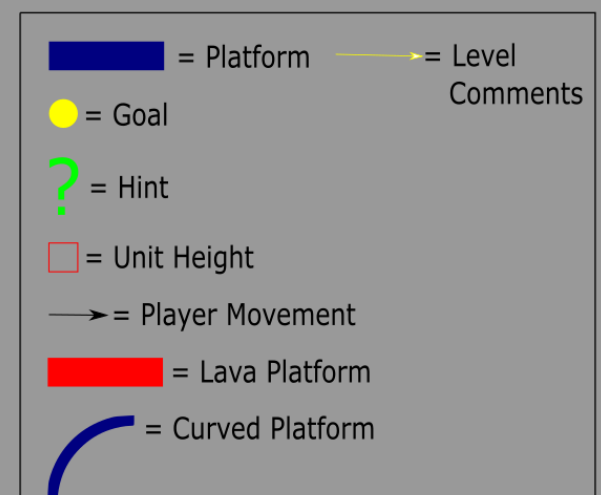 = Platform
= Level
Comments
= Goal
? = Hint
= Unit Height
= Player Movement
= Lava Platform
= Curved Platform